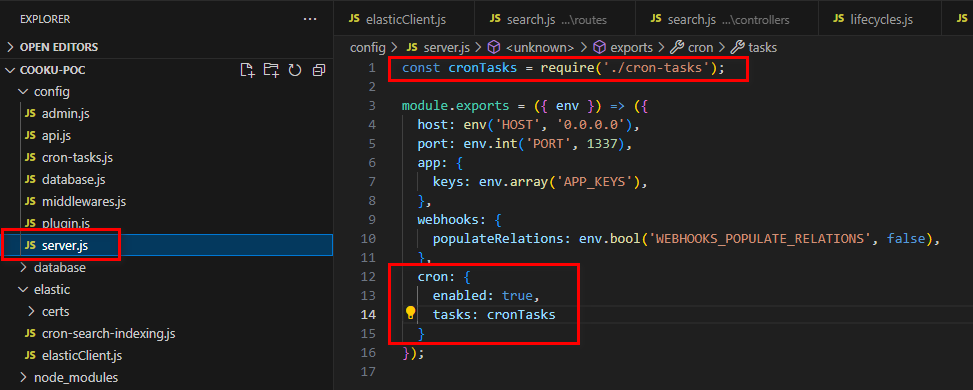 EXPLORER
OPEN EDITORS
COOKU-POC
config
JS admin.js
JS api.js
JS cron-tasks.js
JS database.js
JS middlewares.js
JS plugin.js
JS server.js
database
elastic
certs
JS cron-search-indexing.js
JS elasticClient.js
node_modules
JS elasticClient.js
JS search.js ...\routes
JS search.js ...\controllers
JS lifecycles.js
JS
config > JS server.js > <unknown> > exports > cron > tasks
1 const cronTasks = require('./cron-tasks');
2
3 module.exports = ({ env }) => ({
4 host: env('HOST', '0.0.0.0'),
5 port: env.int('PORT', 1337),
6 app: {
7 keys: env.array('APP_KEYS'),
8 },
9 webhooks: {
10 populateRelations: env.bool('WEBHOOKS_POPULATE_RELATIONS', false),
11 },
12 cron: {
13 enabled: true,
14 tasks: cronTasks
15 }
16 });
17